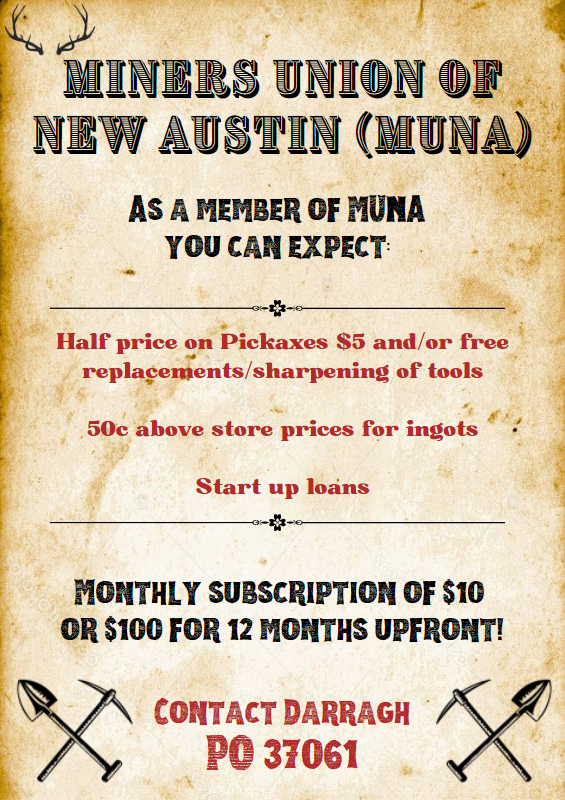 MINERS UNION OF
NEW AUSTIN (MUNA)
AS A MEMBER OF MUNA
YOU CAN EXPECT:
Half price on Pickaxes $5 and/or free
replacements/sharpening of tools
50c above store prices for ingots
Start up loans
MONTHLY SUBSCRIPTION OF $10
OR $100 FOR 12 MONTHS UPFRONT!
CONTACT DARRAGH
PO 37061